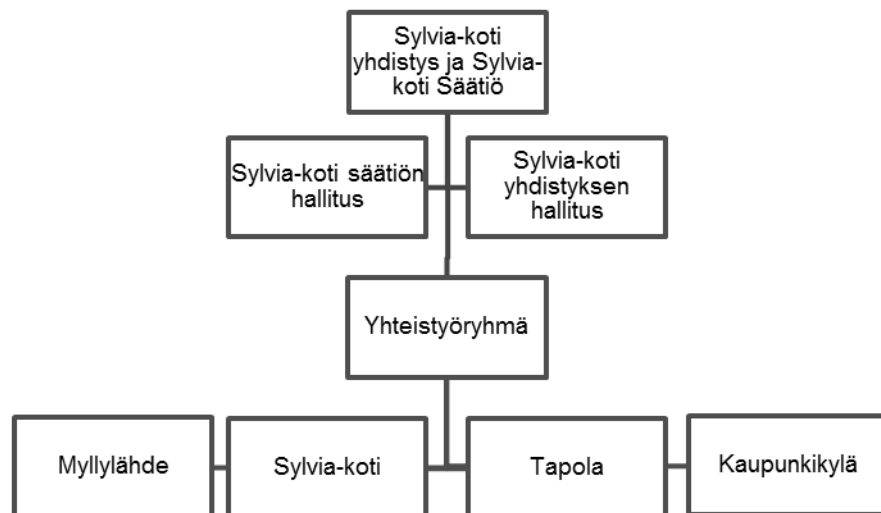 Sylvia-koti
yhdistys ja Sylvia-
koti Säätiö
Sylvia-koti säätiön
hallitus
Sylvia-koti
yhdistyksen
hallitus
Yhteistyöryhmä
Myllylähde
Sylvia-koti
Tapola
Kaupunkikylä